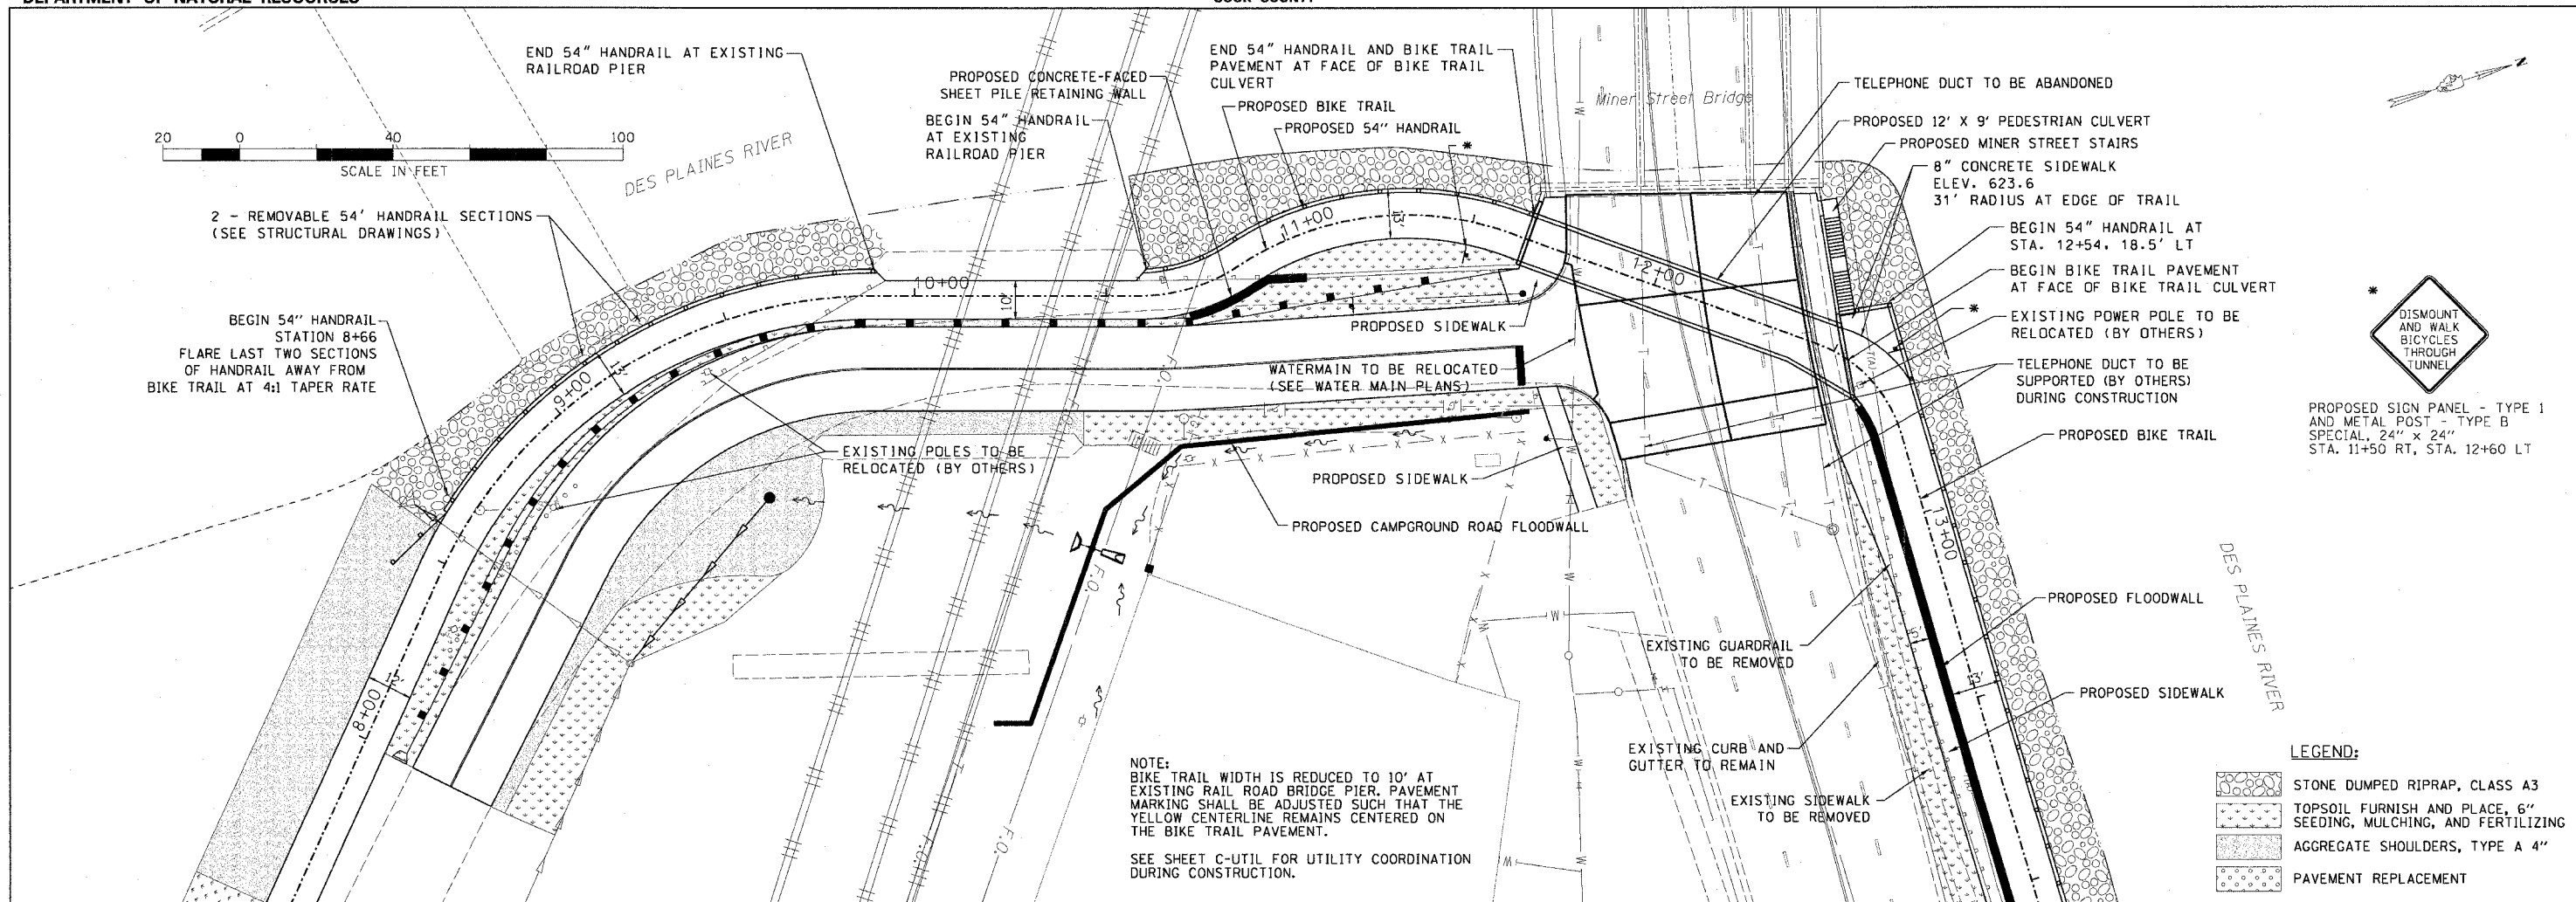 DEPARTMENT OF NATURAL RESOURCES
COOK COUNTY
END 54" HANDRAIL AT EXISTING
RAILROAD PIER
20 0 40 100
SCALE IN FEET
DES PLAINES RIVER
PROPOSED CONCRETE-FACED
SHEET PILE RETAINING WALL
BEGIN 54" HANDRAIL
AT EXISTING
RAILROAD PIER
END 54" HANDRAIL AND BIKE TRAIL
PAVEMENT AT FACE OF BIKE TRAIL
CULVERT
PROPOSED BIKE TRAIL
PROPOSED 54" HANDRAIL
*
Miner Street Bridge
TELEPHONE DUCT TO BE ABANDONED
PROPOSED 12' X 9' PEDESTRIAN CULVERT
PROPOSED MINER STREET STAIRS
8" CONCRETE SIDEWALK
ELEV. 623.6
31' RADIUS AT EDGE OF TRAIL
BEGIN 54" HANDRAIL AT
STA. 12+54, 18.5' LT
BEGIN BIKE TRAIL PAVEMENT
AT FACE OF BIKE TRAIL CULVERT
*
EXISTING POWER POLE TO BE
RELOCATED (BY OTHERS)
TELEPHONE DUCT TO BE
SUPPORTED (BY OTHERS)
DURING CONSTRUCTION
PROPOSED BIKE TRAIL
Z
*
DISMOUNT
AND WALK
BICYCLES
THROUGH
TUNNEL
PROPOSED SIGN PANEL - TYPE 1
AND METAL POST - TYPE B
SPECIAL, 24" x 24"
STA. 11+50 RT, STA. 12+60 LT
2 - REMOVABLE 54' HANDRAIL SECTIONS
(SEE STRUCTURAL DRAWINGS)
BEGIN 54" HANDRAIL
STATION 8+66
FLARE LAST TWO SECTIONS
OF HANDRAIL AWAY FROM
BIKE TRAIL AT 4:1 TAPER RATE
8+00
12'
9+00
13'
10+00
10'
11+00
13'
12+00
13+00
13'
5'
PROPOSED SIDEWALK
WATERMAIN TO BE RELOCATED
(SEE WATER MAIN PLANS)
EXISTING POLES TO BE
RELOCATED (BY OTHERS)
PROPOSED SIDEWALK
PROPOSED CAMPGROUND ROAD FLOODWALL
F.O.
F.O.
F.O.
F.O.
EXISTING GUARDRAIL
TO BE REMOVED
EXISTING CURB AND
GUTTER TO REMAIN
EXISTING SIDEWALK
TO BE REMOVED
PROPOSED FLOODWALL
PROPOSED SIDEWALK
DES PLAINES RIVER
NOTE:
BIKE TRAIL WIDTH IS REDUCED TO 10' AT
EXISTING RAIL ROAD BRIDGE PIER. PAVEMENT
MARKING SHALL BE ADJUSTED SUCH THAT THE
YELLOW CENTERLINE REMAINS CENTERED ON
THE BIKE TRAIL PAVEMENT.
SEE SHEET C-UTIL FOR UTILITY COORDINATION
DURING CONSTRUCTION.
LEGEND:
STONE DUMPED RIPRAP, CLASS A3
TOPSOIL FURNISH AND PLACE, 6"
SEEDING, MULCHING, AND FERTILIZING
AGGREGATE SHOULDERS, TYPE A 4"
PAVEMENT REPLACEMENT